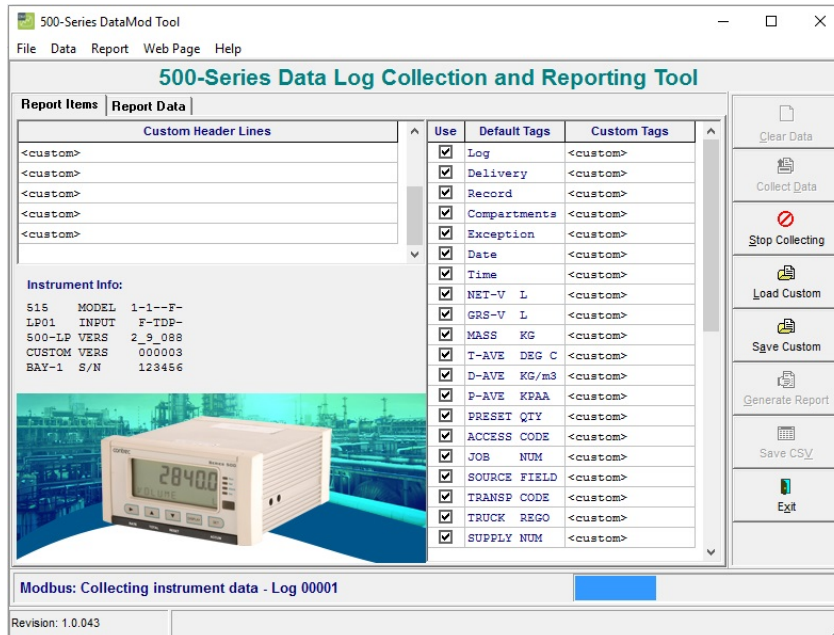 500-Series DataMod Tool
File Data Report Web Page Help
500-Series Data Log Collection and Reporting Tool
Report Items Report Data
Custom Header Lines
<custom>
<custom>
<custom>
<custom>
<custom>
Instrument Info:
515 MODEL 1-1--F-
LP01 INPUT F-TDP-
500-LP VERS 2_9_088
CUSTOM VERS 000003
BAY-1 S/N 123456
contrec
2840.0
VOLUME
Use Default Tags Custom Tags
Log <custom>
Delivery <custom>
Record <custom>
Compartments <custom>
Exception <custom>
Date <custom>
Time <custom>
NET-V L <custom>
GRS-V L <custom>
MASS KG <custom>
T-AVE DEG C <custom>
D-AVE KG/m3 <custom>
P-AVE KPAA <custom>
PRESET QTY <custom>
ACCESS CODE <custom>
JOB NUM <custom>
SOURCE FIELD <custom>
TRANSP CODE <custom>
TRUCK REGO <custom>
SUPPLY NUM <custom>
Clear Data
Collect Data
Stop Collecting
Load Custom
Save Custom
Generate Report
Save CSV
Exit
Modbus: Collecting instrument data - Log 00001
Revision: 1.0.043